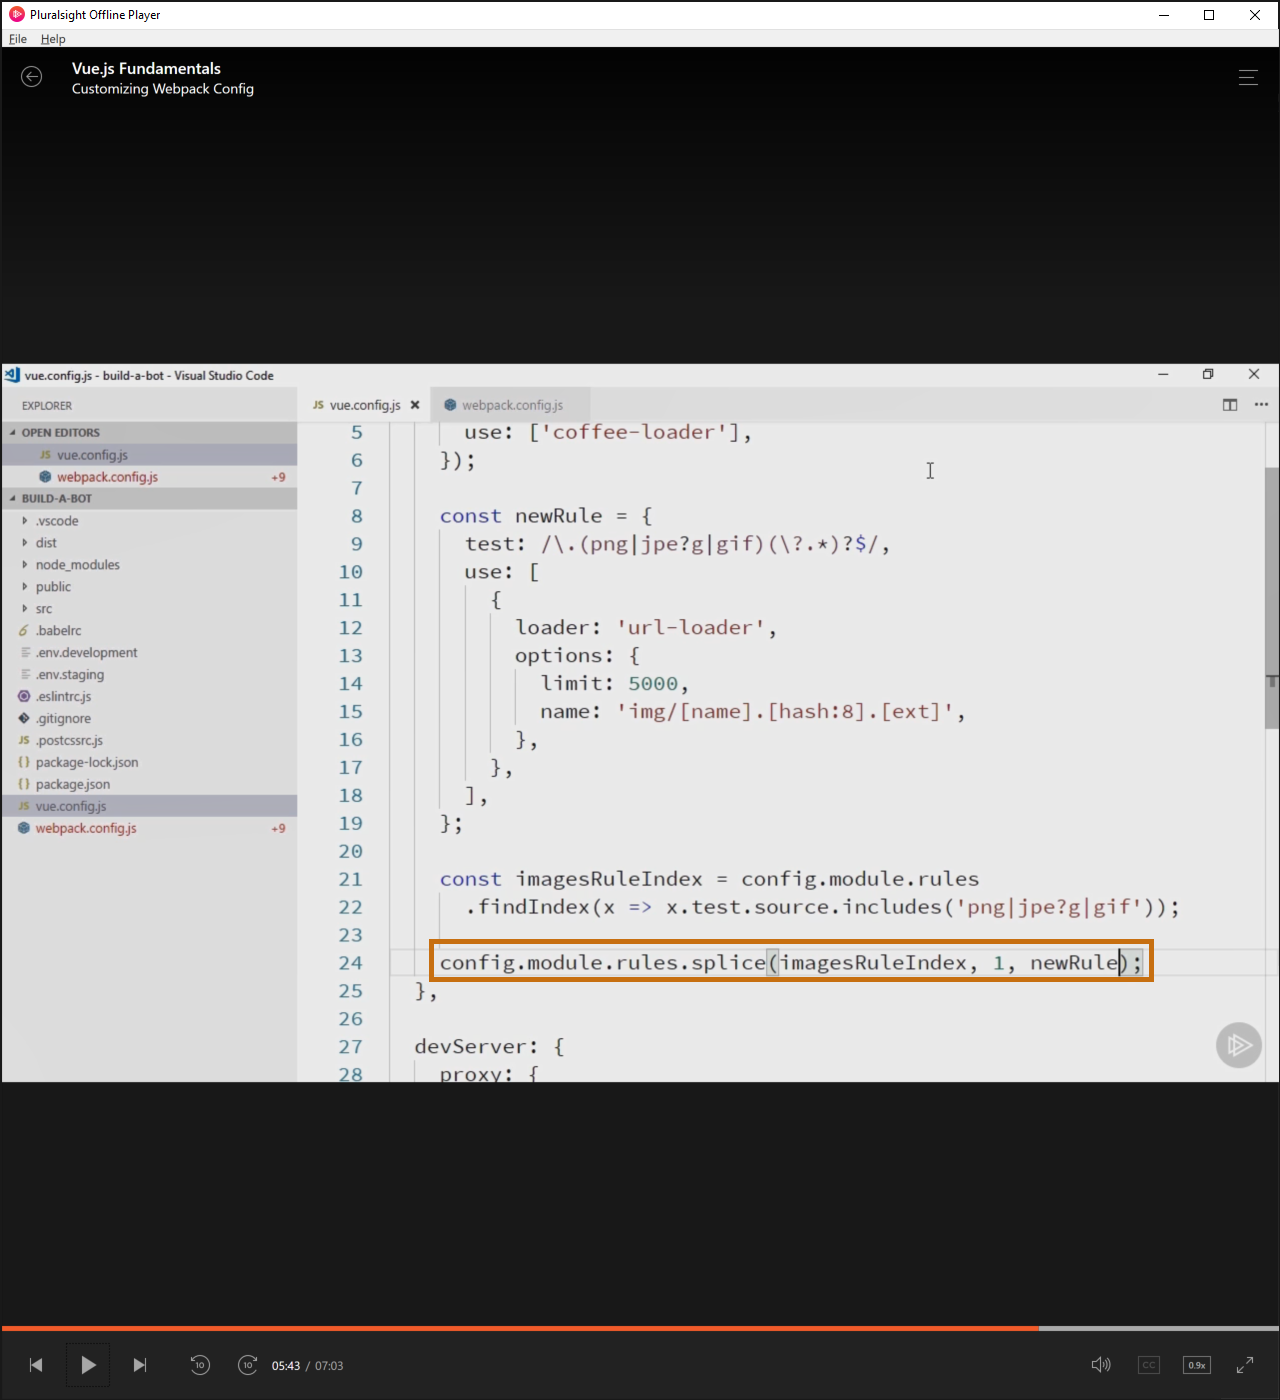 Pluralsight Offline Player
File Help
Vue.js Fundamentals
Customizing Webpack Config
vue.config.js - build-a-bot - Visual Studio Code
EXPLORER
OPEN EDITORS
JS vue.config.js
webpack.config.js +9
BUILD-A-BOT
.vscode
dist
node_modules
public
src
.babelrc
.env.development
.env.staging
.eslintrc.js
.gitignore
JS .postcssrc.js
{} package-lock.json
{} package.json
JS vue.config.js
webpack.config.js +9
JS vue.config.js
webpack.config.js
5 use: ['coffee-loader'],
6 });
7
8 const newRule = {
9 test: /\.(png|jpe?g|gif)(\?.*)?$/,
10 use: [
11 {
12 loader: 'url-loader',
13 options: {
14 limit: 5000,
15 name: 'img/[name].[hash:8].[ext]',
16 },
17 },
18 ],
19 };
20
21 const imagesRuleIndex = config.module.rules
22 .findIndex(x => x.test.source.includes('png|jpe?g|gif'));
23
24 config.module.rules.splice(imagesRuleIndex, 1, newRule);
25 },
26
27 devServer: {
28 proxy: {
10 10 05:43 / 07:03
CC 0.9x